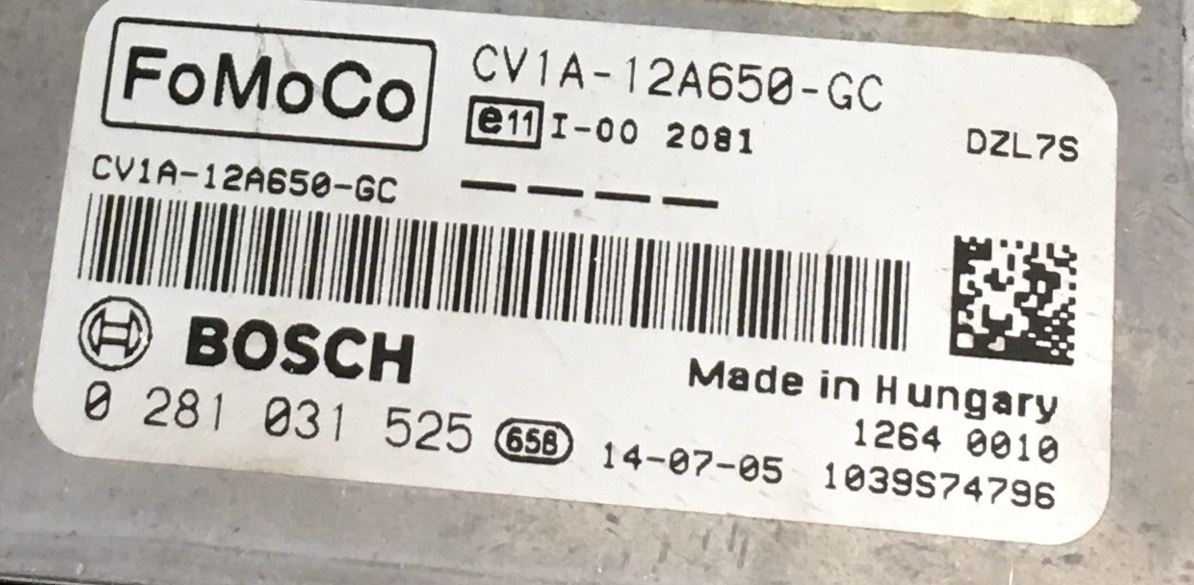 FoMoCo
CV1A-12A650-GC
e11 I-00 2081
DZL7S
CV1A-12A650-GC
BOSCH
Made in Hungary
0 281 031 525 65B
1264 0010
14-07-05 1039S74796